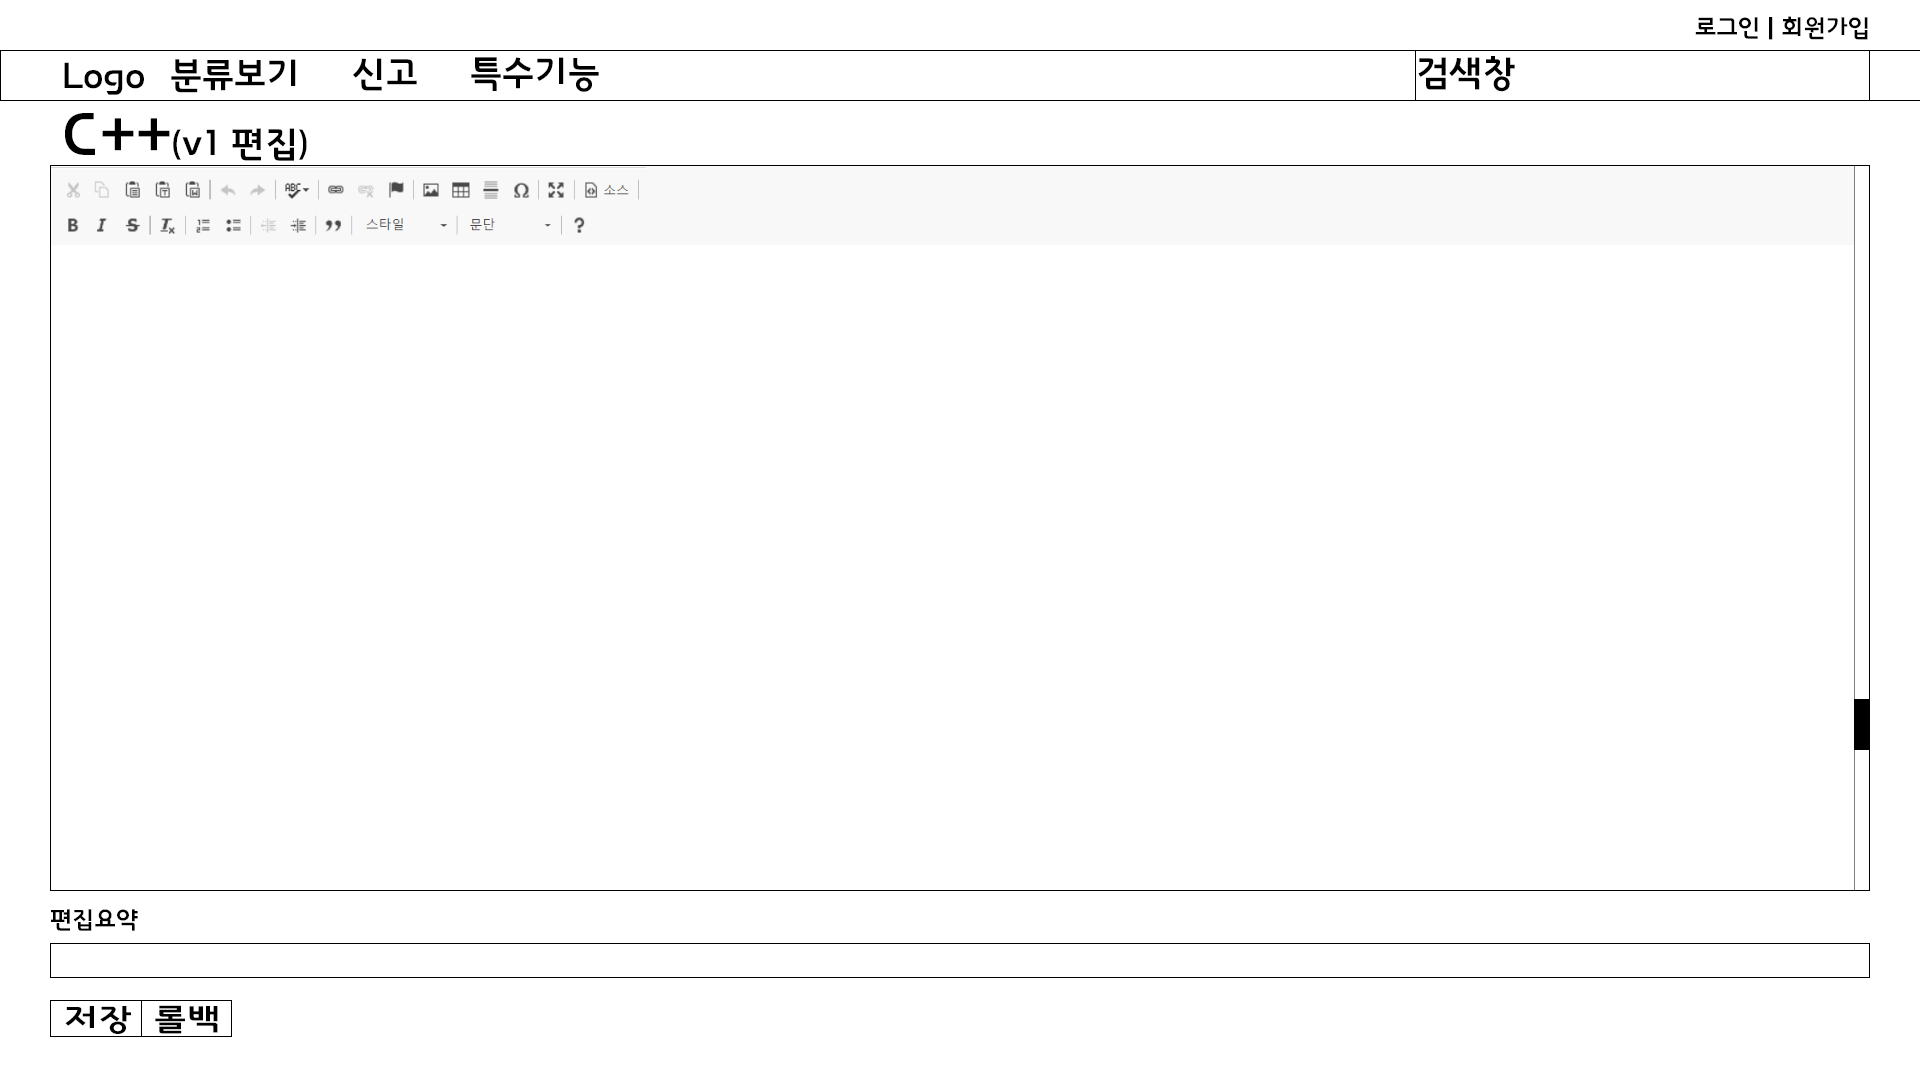 로그인 | 회원가입
Logo 분류보기 신고 특수기능 검색창
C++(v1 편집)
ABC Ω 소스
B I S Tx 스타일 문단 ?
편집요약
저장 롤백